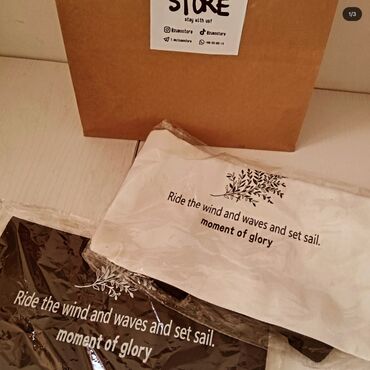 1/3
STORE
stay with us!
Ride the wind and waves and set sail.
moment of glory
Ride the wind and waves and set sail.
moment of glory